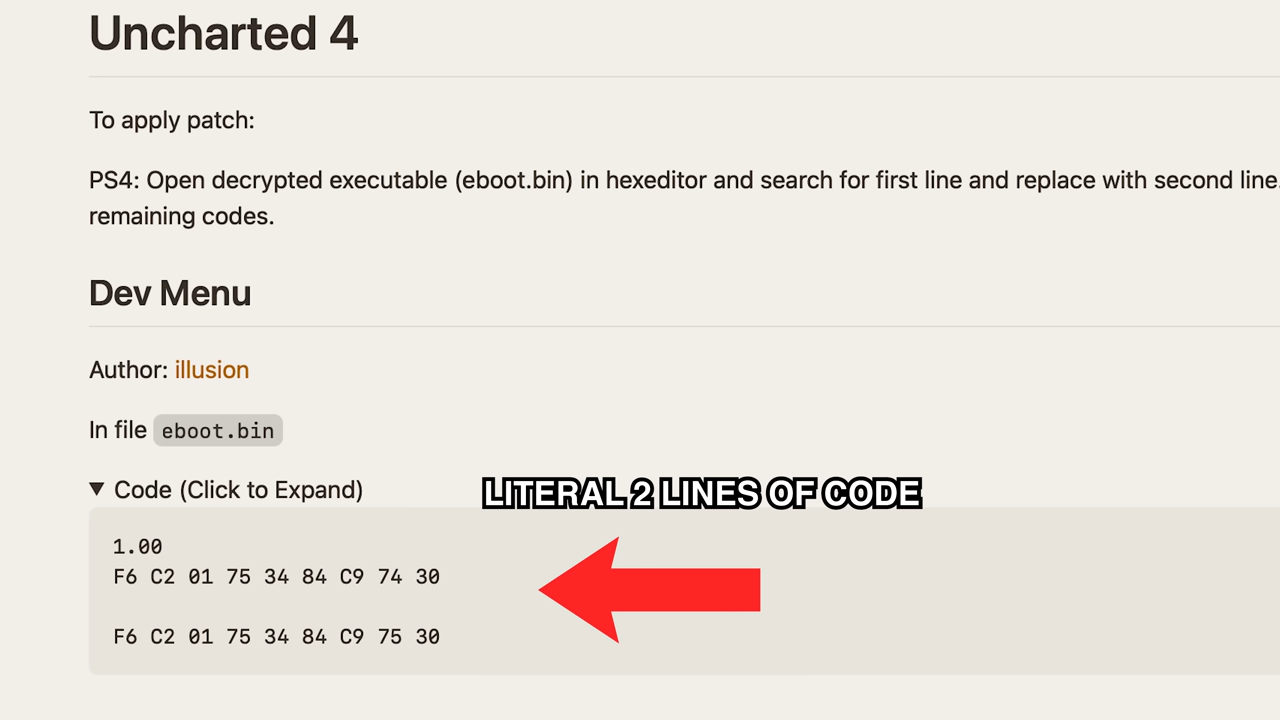 Uncharted 4
To apply patch:
PS4: Open decrypted executable (eboot.bin) in hexeditor and search for first line and replace with second line.
remaining codes.
Dev Menu
Author: illusion
In file eboot.bin
▼ Code (Click to Expand)
LITERAL 2 LINES OF CODE
1.00
F6 C2 01 75 34 84 C9 74 30
F6 C2 01 75 34 84 C9 75 30